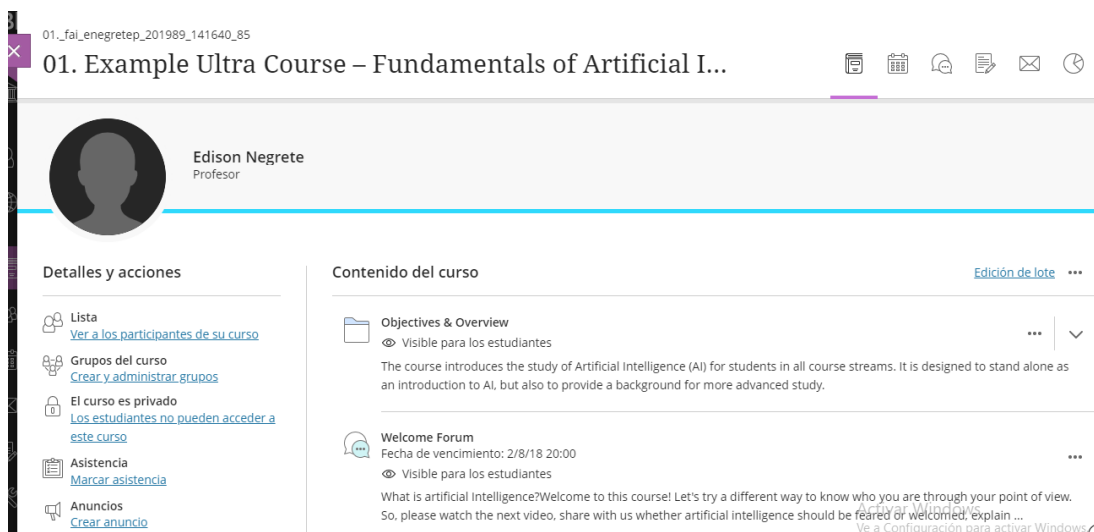 01._fai_enegretep_201989_141640_85
01. Example Ultra Course – Fundamentals of Artificial I...
Edison Negrete
Profesor
Detalles y acciones
Lista
Ver a los participantes de su curso
Grupos del curso
Crear y administrar grupos
El curso es privado
Los estudiantes no pueden acceder a
este curso
Asistencia
Marcar asistencia
Anuncios
Crear anuncio
Contenido del curso
Edición de lote
Objectives & Overview
Visible para los estudiantes
The course introduces the study of Artificial Intelligence (AI) for students in all course streams. It is designed to stand alone as
an introduction to AI, but also to provide a background for more advanced study.
Welcome Forum
Fecha de vencimiento: 2/8/18 20:00
Visible para los estudiantes
What is artificial Intelligence?Welcome to this course! Let's try a different way to know who you are through your point of view.
So, please watch the next video, share with us whether artificial intelligence should be feared or welcomed, explain ...
Activar Windows
Ve a Configuración para activar Windows